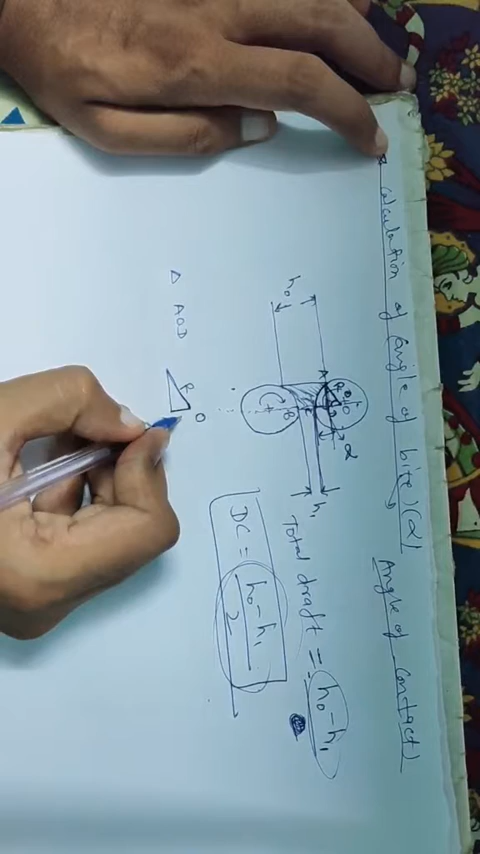 Calculation of (angle of bite)(α) Angle of contact)
h₀
A
R
α
h₁
Total draft = h₀-h₁
DC = h₀-h₁
2
Δ AOD
R
O